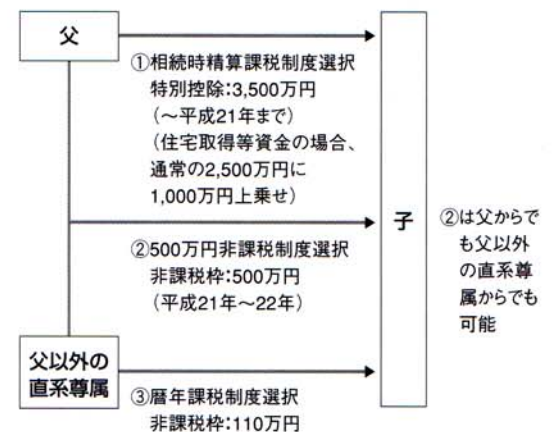 父
①相続時精算課税制度選択
特別控除:3,500万円
(～平成21年まで)
(住宅取得等資金の場合、
通常の2,500万円に
1,000万円上乗せ)
②500万円非課税制度選択
非課税枠:500万円
(平成21年～22年)
父以外の
直系尊属
③暦年課税制度選択
非課税枠:110万円
子
②は父からで
も父以外
の直系尊
属からでも
可能